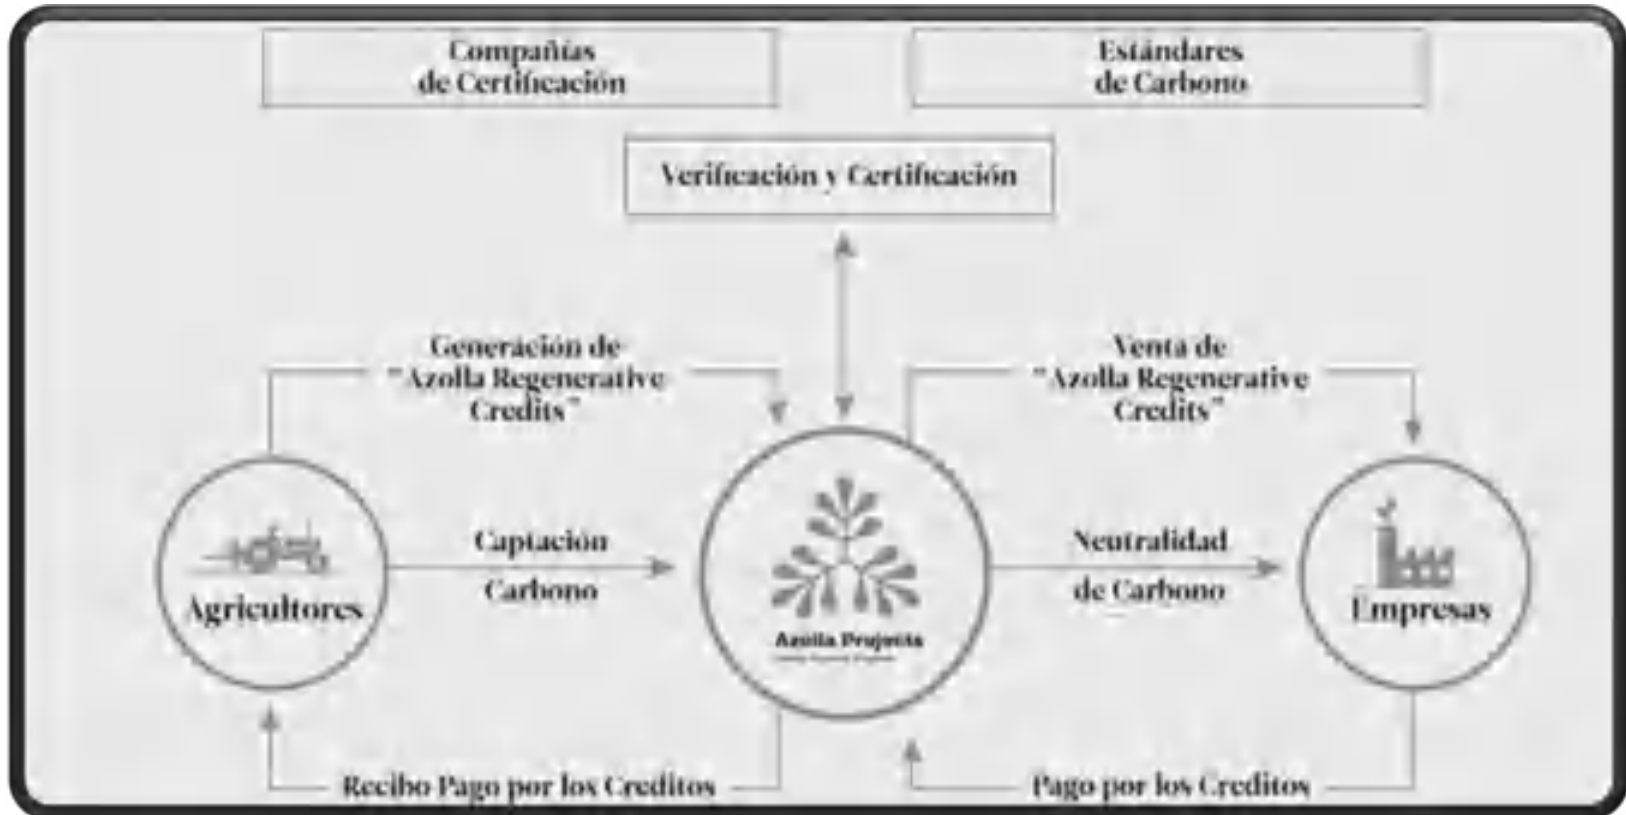 Compañías
de Certificación
Estándares
de Carbono
Verificación y Certificación
Generación de
"Azolla Regenerative
Credits"
Venta de
"Azolla Regenerative
Credits"
Captación
Carbono
Neutralidad
de Carbono
Agricultores
Azolla Projects
Empresas
Recibo Pago por los Creditos
Pago por los Creditos